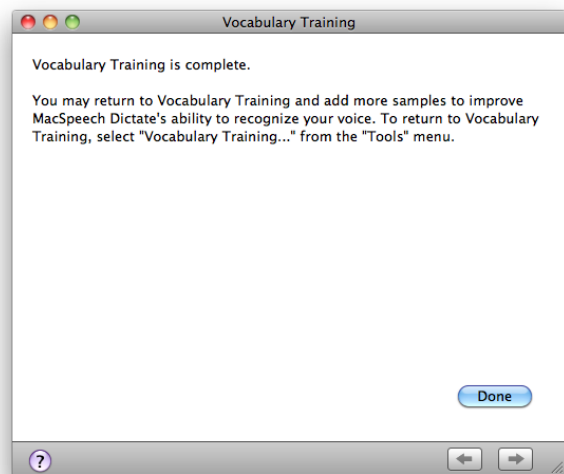 Vocabulary Training
Vocabulary Training is complete.
You may return to Vocabulary Training and add more samples to improve
MacSpeech Dictate's ability to recognize your voice. To return to Vocabulary
Training, select "Vocabulary Training..." from the "Tools" menu.
Done
?